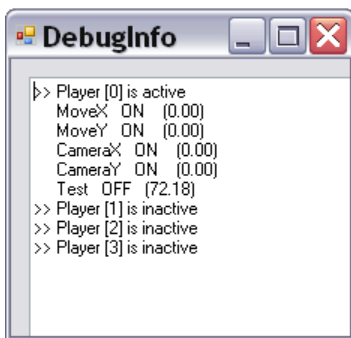 DebugInfo
>> Player [0] is active
MoveX ON (0.00)
MoveY ON (0.00)
CameraX ON (0.00)
CameraY ON (0.00)
Test OFF (72.18)
>> Player [1] is inactive
>> Player [2] is inactive
>> Player [3] is inactive